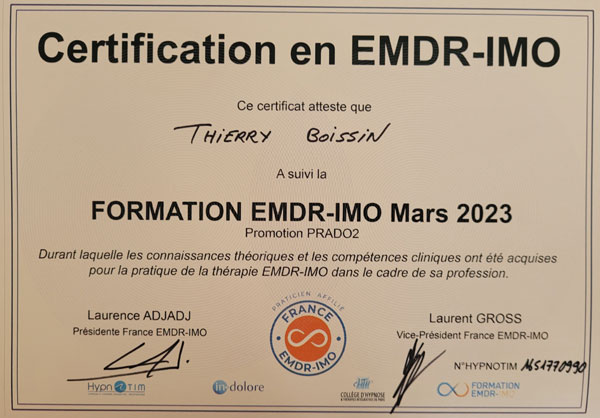 Certification en EMDR-IMO
Ce certificat atteste que
THIERRY BOISSIN
A suivi la
FORMATION EMDR-IMO Mars 2023
Promotion PRADO2
Durant laquelle les connaissances théoriques et les compétences cliniques ont été acquises
pour la pratique de la thérapie EMDR-IMO dans le cadre de sa profession.
Laurence ADJADJ
Présidente France EMDR-IMO
PRATICIEN AFFILIÉ
FRANCE
EMDR-IMO
Laurent GROSS
Vice-Président France EMDR-IMO
N°HYPNOTIM
HYPNOTIM
in-dolore
COLLÈGE D'HYPNOSE
FORMATION
EMDR-IMO